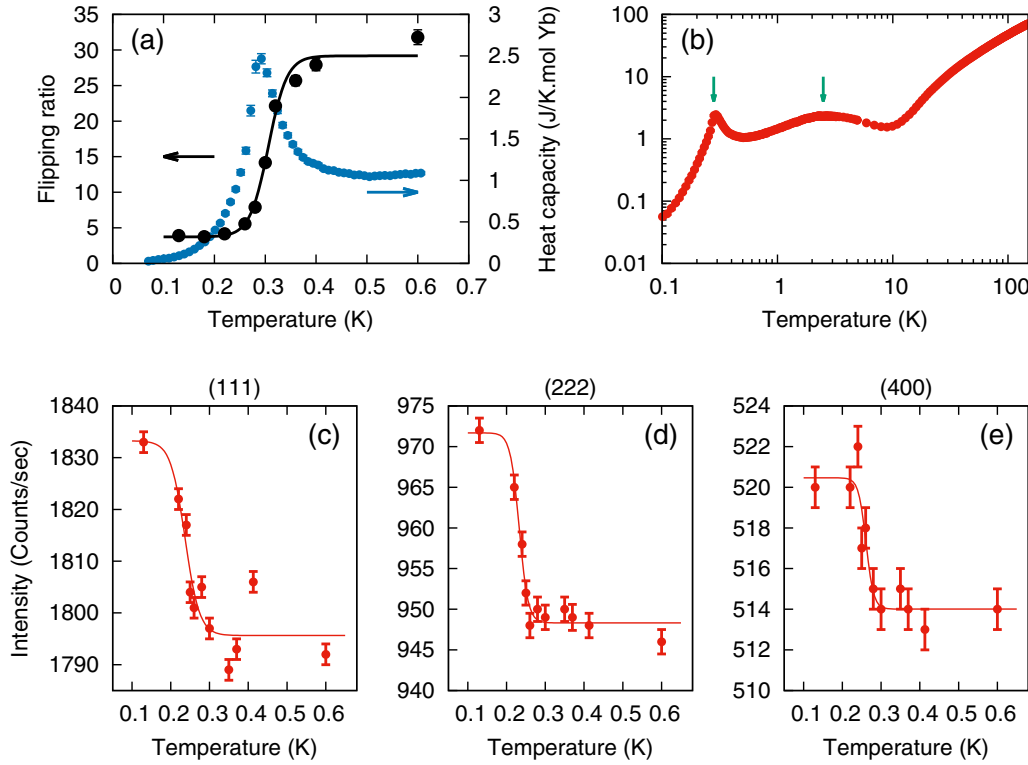 (a)
Flipping ratio
35
30
25
20
15
10
5
0
3
2.5
2
1.5
1
0.5
0
Heat capacity (J/K.mol Yb)
0 0.1 0.2 0.3 0.4 0.5 0.6 0.7
Temperature (K)
(b)
100
10
1
0.1
0.01
0.1 1 10 100
Temperature (K)
(111)
(c)
Intensity (Counts/sec)
1840
1830
1820
1810
1800
1790
0.1 0.2 0.3 0.4 0.5 0.6
Temperature (K)
(222)
(d)
975
970
965
960
955
950
945
940
0.1 0.2 0.3 0.4 0.5 0.6
Temperature (K)
(400)
(e)
524
522
520
518
516
514
512
510
0.1 0.2 0.3 0.4 0.5 0.6
Temperature (K)